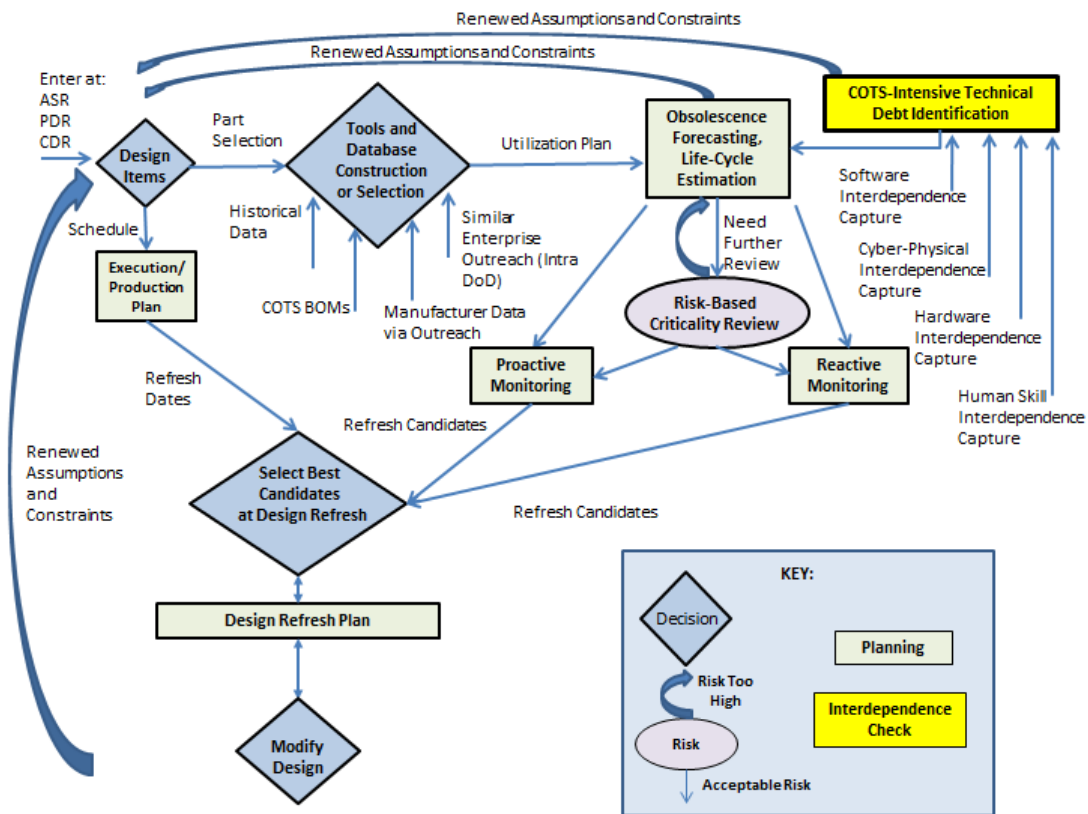 Renewed Assumptions and Constraints
Renewed Assumptions and Constraints
Enter at:
ASR
PDR
CDR
Design
Items
Part
Selection
Tools and
Database
Construction
or Selection
Utilization Plan
Obsolescence
Forecasting,
Life-Cycle
Estimation
COTS-Intensive Technical
Debt Identification
Schedule
Historical
Data
COTS BOMs
Manufacturer Data
via Outreach
Similar
Enterprise
Outreach (Intra
DoD)
Need
Further
Review
Software
Interdependence
Capture
Cyber-Physical
Interdependence
Capture
Hardware
Interdependence
Capture
Human Skill
Interdependence
Capture
Execution/
Production
Plan
Risk-Based
Criticality Review
Proactive
Monitoring
Reactive
Monitoring
Refresh
Dates
Refresh Candidates
Refresh Candidates
Renewed
Assumptions
and
Constraints
Select Best
Candidates
at Design Refresh
Design Refresh Plan
Modify
Design
KEY:
Decision
Planning
Risk Too
High
Interdependence
Check
Risk
Acceptable Risk